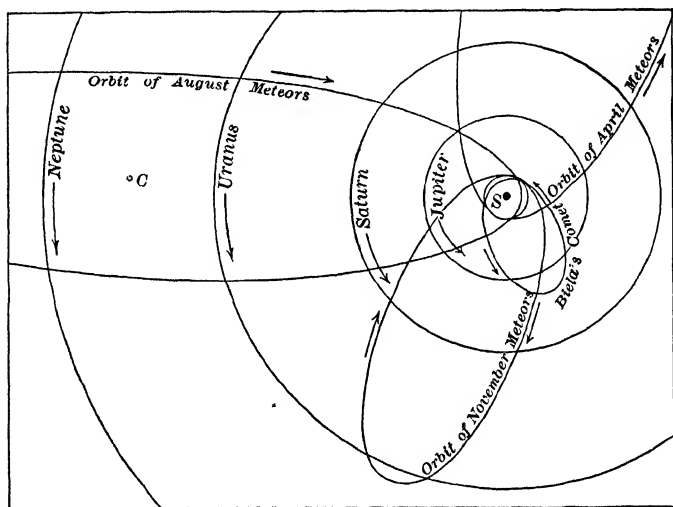 Orbit of August Meteors
Neptune
C
Uranus
Saturn
Jupiter
S
Orbit of April Meteors
Biela's Comet
Orbit of November Meteors